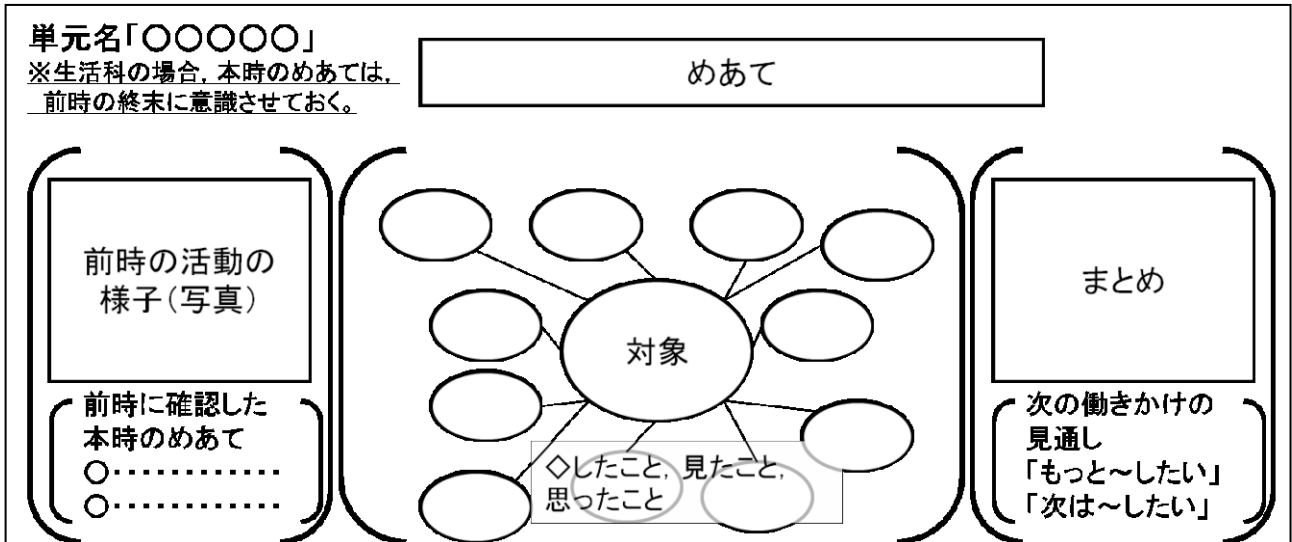 単元名「〇〇〇〇〇」
※生活科の場合，本時のめあては，
前時の終末に意識させておく。
めあて
前時の活動の
様子（写真）
前時に確認した
本時のめあて
〇・・・・・・・・・・・・
〇・・・・・・・・・・・・
対象
◇したこと，見たこと，
思ったこと
まとめ
次の働きかけの
見通し
「もっと～したい」
「次は～したい」